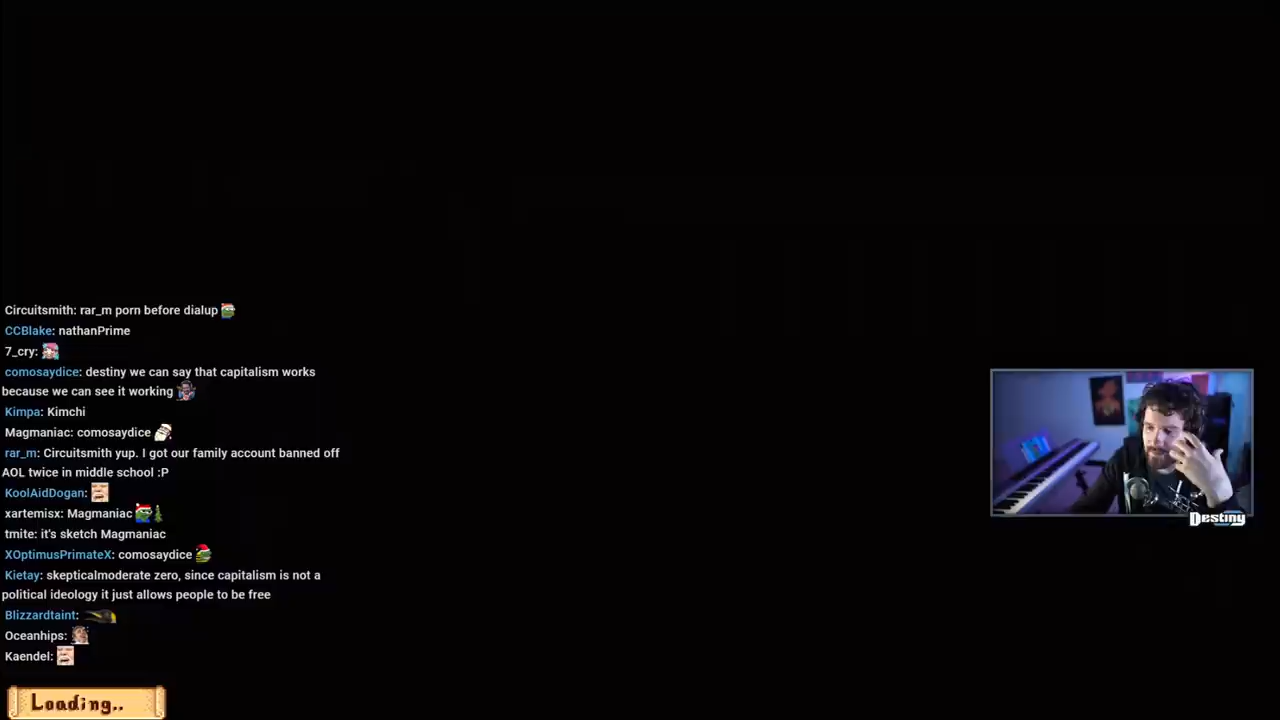 Circuitsmith: rar_m porn before dialup
CCBlake: nathanPrime
7_cry:
comosaydice: destiny we can say that capitalism works
because we can see it working
Kimpa: Kimchi
Magmaniac: comosaydice
rar_m: Circuitsmith yup. I got our family account banned off
AOL twice in middle school :P
KoolAidDogan:
xartemisx: Magmaniac
tmite: it's sketch Magmaniac
XOptimusPrimateX: comosaydice
Kietay: skepticalmoderate zero, since capitalism is not a
political ideology it just allows people to be free
Blizzardtaint:
Oceanhips:
Kaendel:
Loading..
Destiny